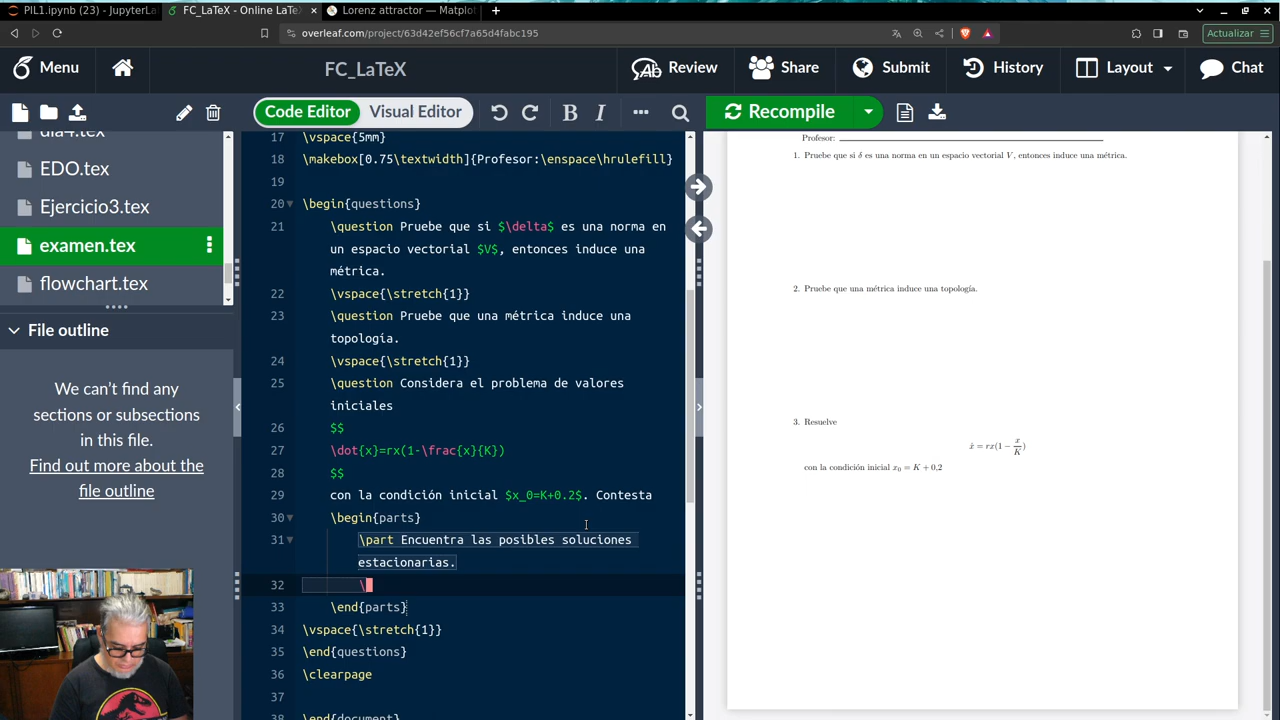 PIL1.ipynb (23) - JupyterLa
FC_LaTeX - Online LaTe
Lorenz attractor — Matplot
overleaf.com/project/63d42ef56cf7a65d4fabc195
Actualizar
Menu
FC_LaTeX
Review
Share
Submit
History
Layout
Chat
Code Editor
Visual Editor
B
I
Recompile
dia4.tex
EDO.tex
Ejercicio3.tex
examen.tex
flowchart.tex
File outline
We can't find any
sections or subsections
in this file.
Find out more about the
file outline
17 \vspace{5mm}
18 \makebox[0.75\textwidth]{Profesor:\enspace\hrulefill}
19
20 \begin{questions}
21 \question Pruebe que si $\delta$ es una norma en
un espacio vectorial $V$, entonces induce una
métrica.
22 \vspace{\stretch{1}}
23 \question Pruebe que una métrica induce una
topología.
24 \vspace{\stretch{1}}
25 \question Considera el problema de valores
iniciales
26 $$
27 \dot{x}=rx(1-\frac{x}{K})
28 $$
29 con la condición inicial $x_0=K+0.2$. Contesta
30 \begin{parts}
31 \part Encuentra las posibles soluciones
estacionarias.
32 \
33 \end{parts}
34 \vspace{\stretch{1}}
35 \end{questions}
36 \clearpage
37
38 \end{document}
Profesor:
1. Pruebe que si δ es una norma en un espacio vectorial V, entonces induce una métrica.
2. Pruebe que una métrica induce una topología.
3. Resuelve
ẋ = rx(1 − x/K)
con la condición inicial x₀ = K + 0,2